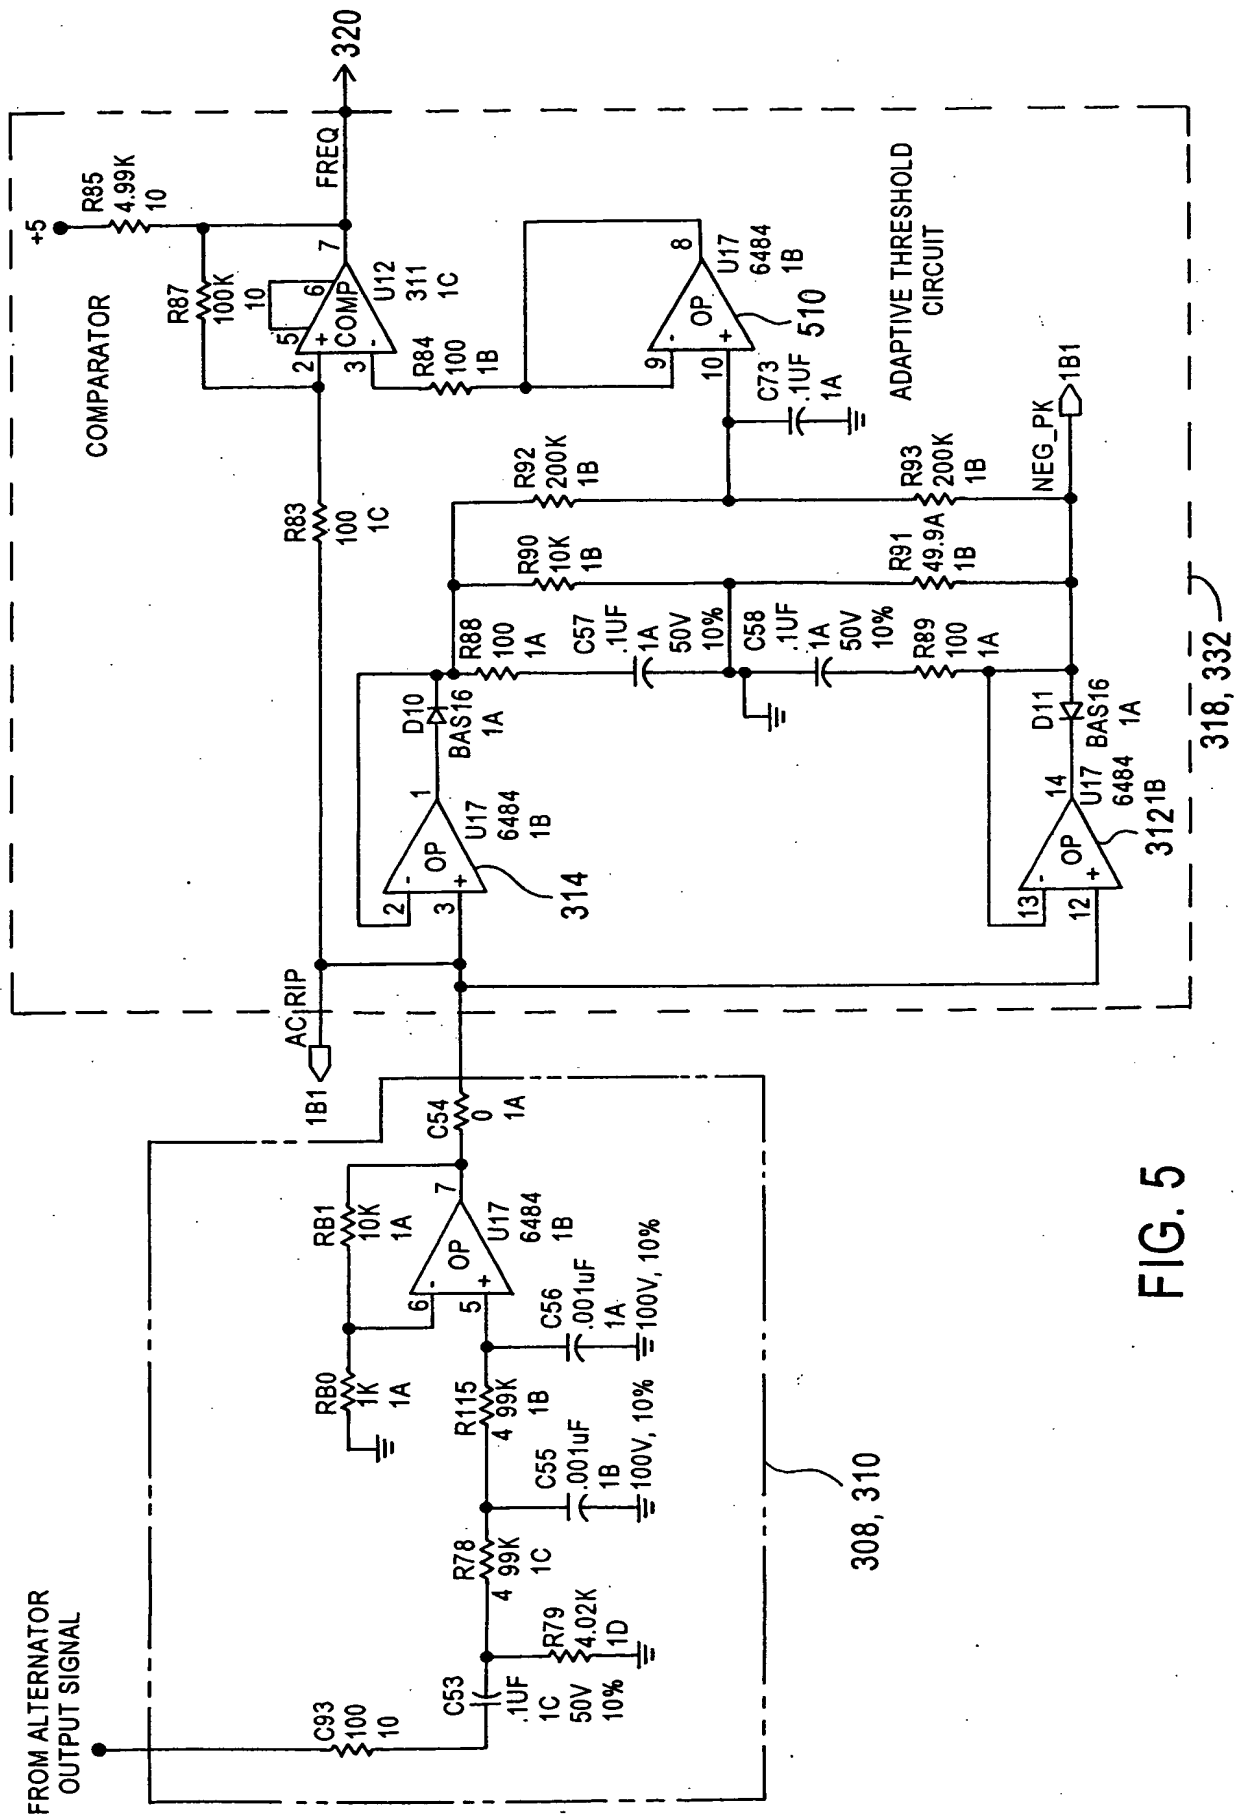 FROM ALTERNATOR
OUTPUT SIGNAL
C93
100
10
C53
.1UF
1C
50V
10%
R79
4.02K
1D
R78
4 99K
1C
C55
.001uF
1B
100V, 10%
R115
4 99K
1B
C56
.001uF
1A
100V, 10%
RB0
1K
1A
RB1
10K
1A
6
-
5
+
OP
7
U17
6484
1B
C54
0
1A
308, 310
1B1
AC_RIP
2
-
3
+
OP
1
U17
6484
1B
314
D10
BAS16
1A
R88
100
1A
C57
.1UF
1A
50V
10%
C58
.1UF
1A
50V
10%
R89
100
1A
13
-
12
+
OP
14
U17
6484
1B
312
D11
BAS16
1A
R90
10K
1B
R91
49.9A
1B
R92
200K
1B
R93
200K
1B
NEG_PK
1B1
C73
.1UF
1A
9
-
10
+
OP
8
U17
6484
1B
510
ADAPTIVE THRESHOLD
CIRCUIT
R83
100
1C
R84
100
1B
COMPARATOR
R87
100K
10
2
+
3
-
5
6
COMP
7
U12
311
1C
+5
R85
4.99K
10
FREQ
320
318, 332
FIG. 5